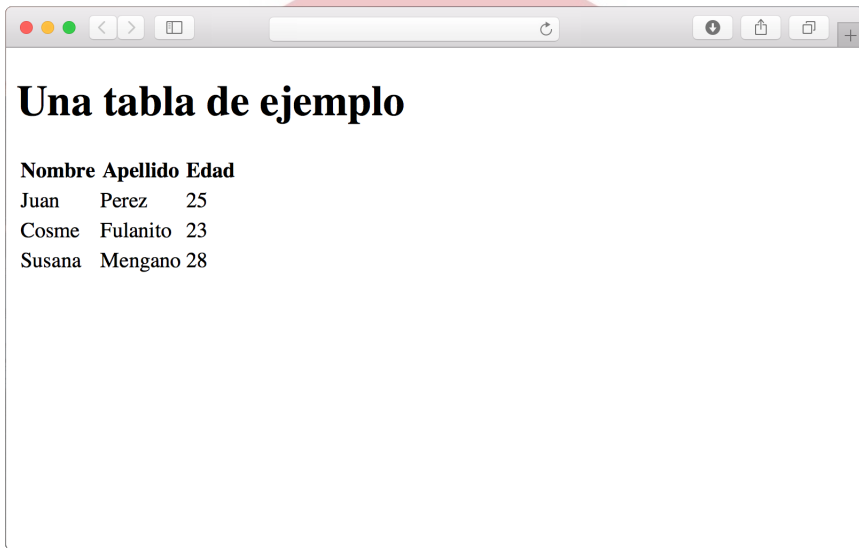 Una tabla de ejemplo
Nombre Apellido Edad
Juan Perez 25
Cosme Fulanito 23
Susana Mengano 28